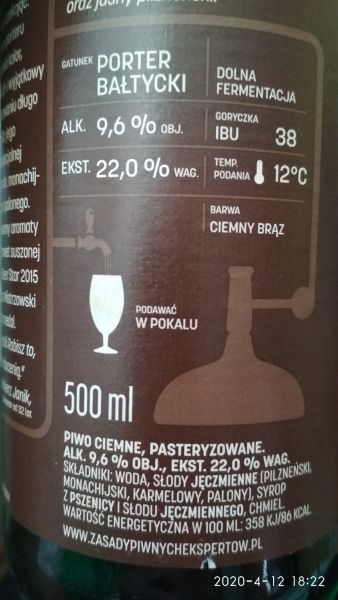 oraz jasny pilzneński.
GATUNEK PORTER BAŁTYCKI
DOLNA FERMENTACJA
ALK. 9,6 % OBJ.
GORYCZKA IBU 38
EKST. 22,0 % WAG.
TEMP. PODANIA 12°C
BARWA
CIEMNY BRĄZ
PODAWAĆ
W POKALU
500 ml
PIWO CIEMNE, PASTERYZOWANE.
ALK. 9,6 % OBJ., EKST. 22,0 % WAG.
SKŁADNIKI: WODA, SŁODY JĘCZMIENNE (PILZNEŃSKI,
MONACHIJSKI, KARMELOWY, PALONY), SYROP
Z PSZENICY I SŁODU JĘCZMIENNEGO, CHMIEL.
WARTOŚĆ ENERGETYCZNA W 100 ML: 358 KJ/86 KCAL
WWW.ZASADYPIWNYCHEKSPERTOW.PL
2020-4-12 18:22